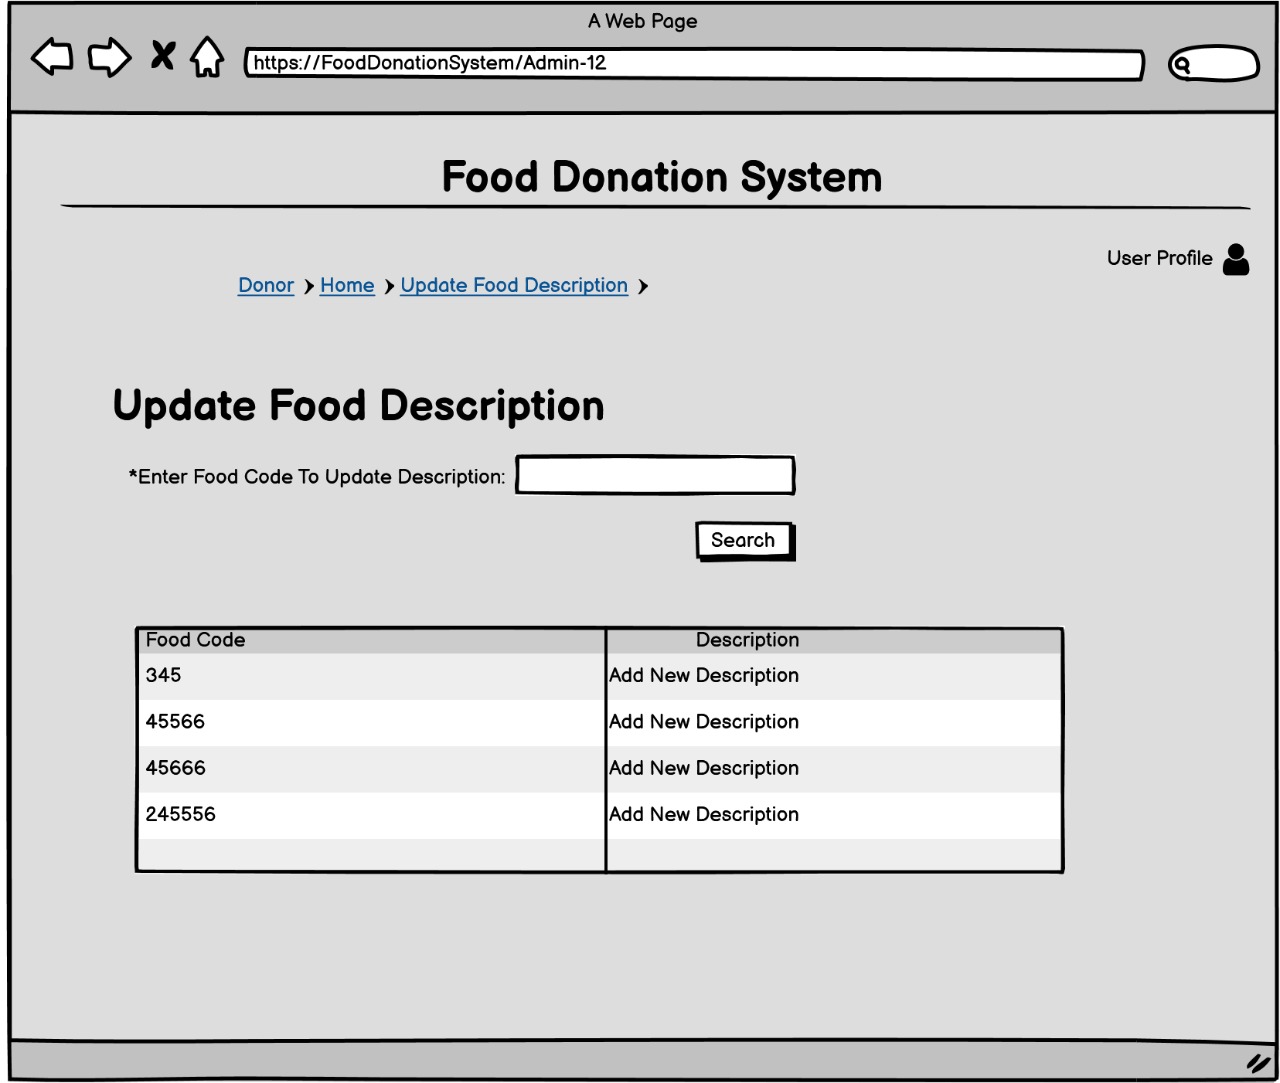 A Web Page
https://FoodDonationSystem/Admin-12
Food Donation System
User Profile
Donor Home Update Food Description
Update Food Description
*Enter Food Code To Update Description:
Search
Food Code Description
345 Add New Description
45566 Add New Description
45666 Add New Description
245556 Add New Description